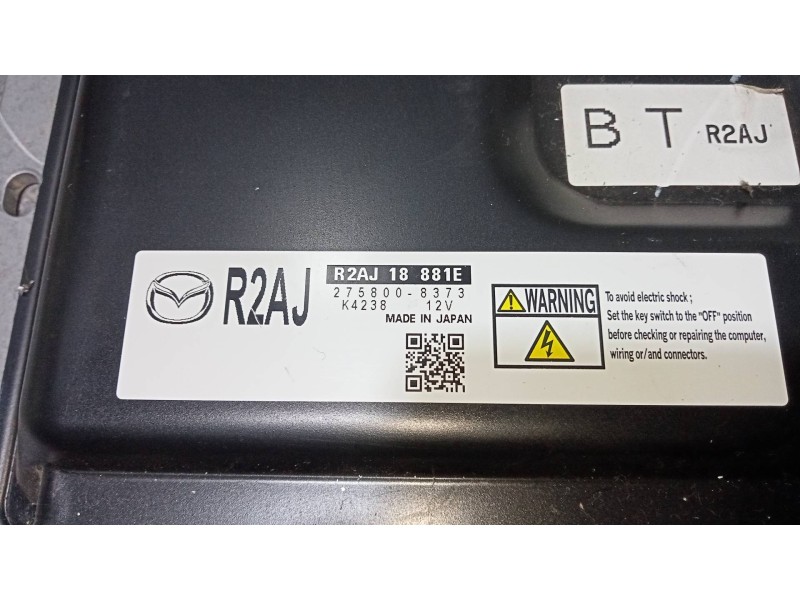 B T R2AJ
R2AJ
R2AJ 18 881E
275800-8373
K4238 12V
MADE IN JAPAN
WARNING
To avoid electric shock;
Set the key switch to the "OFF" position
before checking or repairing the computer,
wiring or/and connectors.